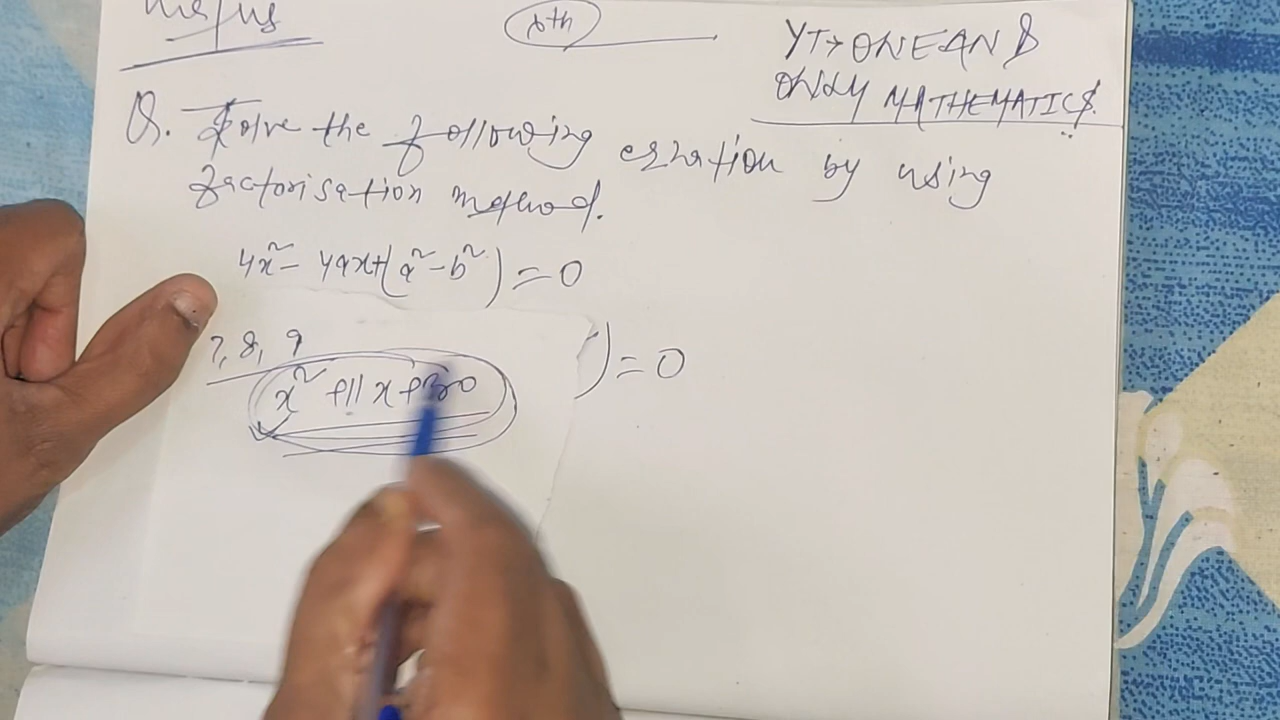 xth
YT→ ONE AND
ONLY MATHEMATICS.
Q. Solve the following equation by using
factorisation method.
4x² - 4ax + (a² - b²) = 0
) = 0
7, 8, 9
x² + 11x + 30